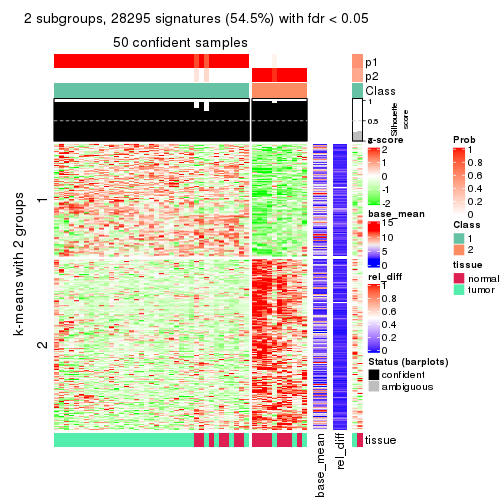 2 subgroups, 28295 signatures (54.5%) with fdr < 0.05
50 confident samples
p1
p2
Class
1
0.5
0
Silhouette
score
k-means with 2 groups
1
2
z-score
2
1
0
-1
-2
base_mean
15
10
5
0
rel_diff
1
0.8
0.6
0.4
0.2
0
Status (barplots)
confident
ambiguous
Prob
1
0.8
0.6
0.4
0.2
0
Class
1
2
tissue
normal
tumor
tissue
base_mean
rel_diff